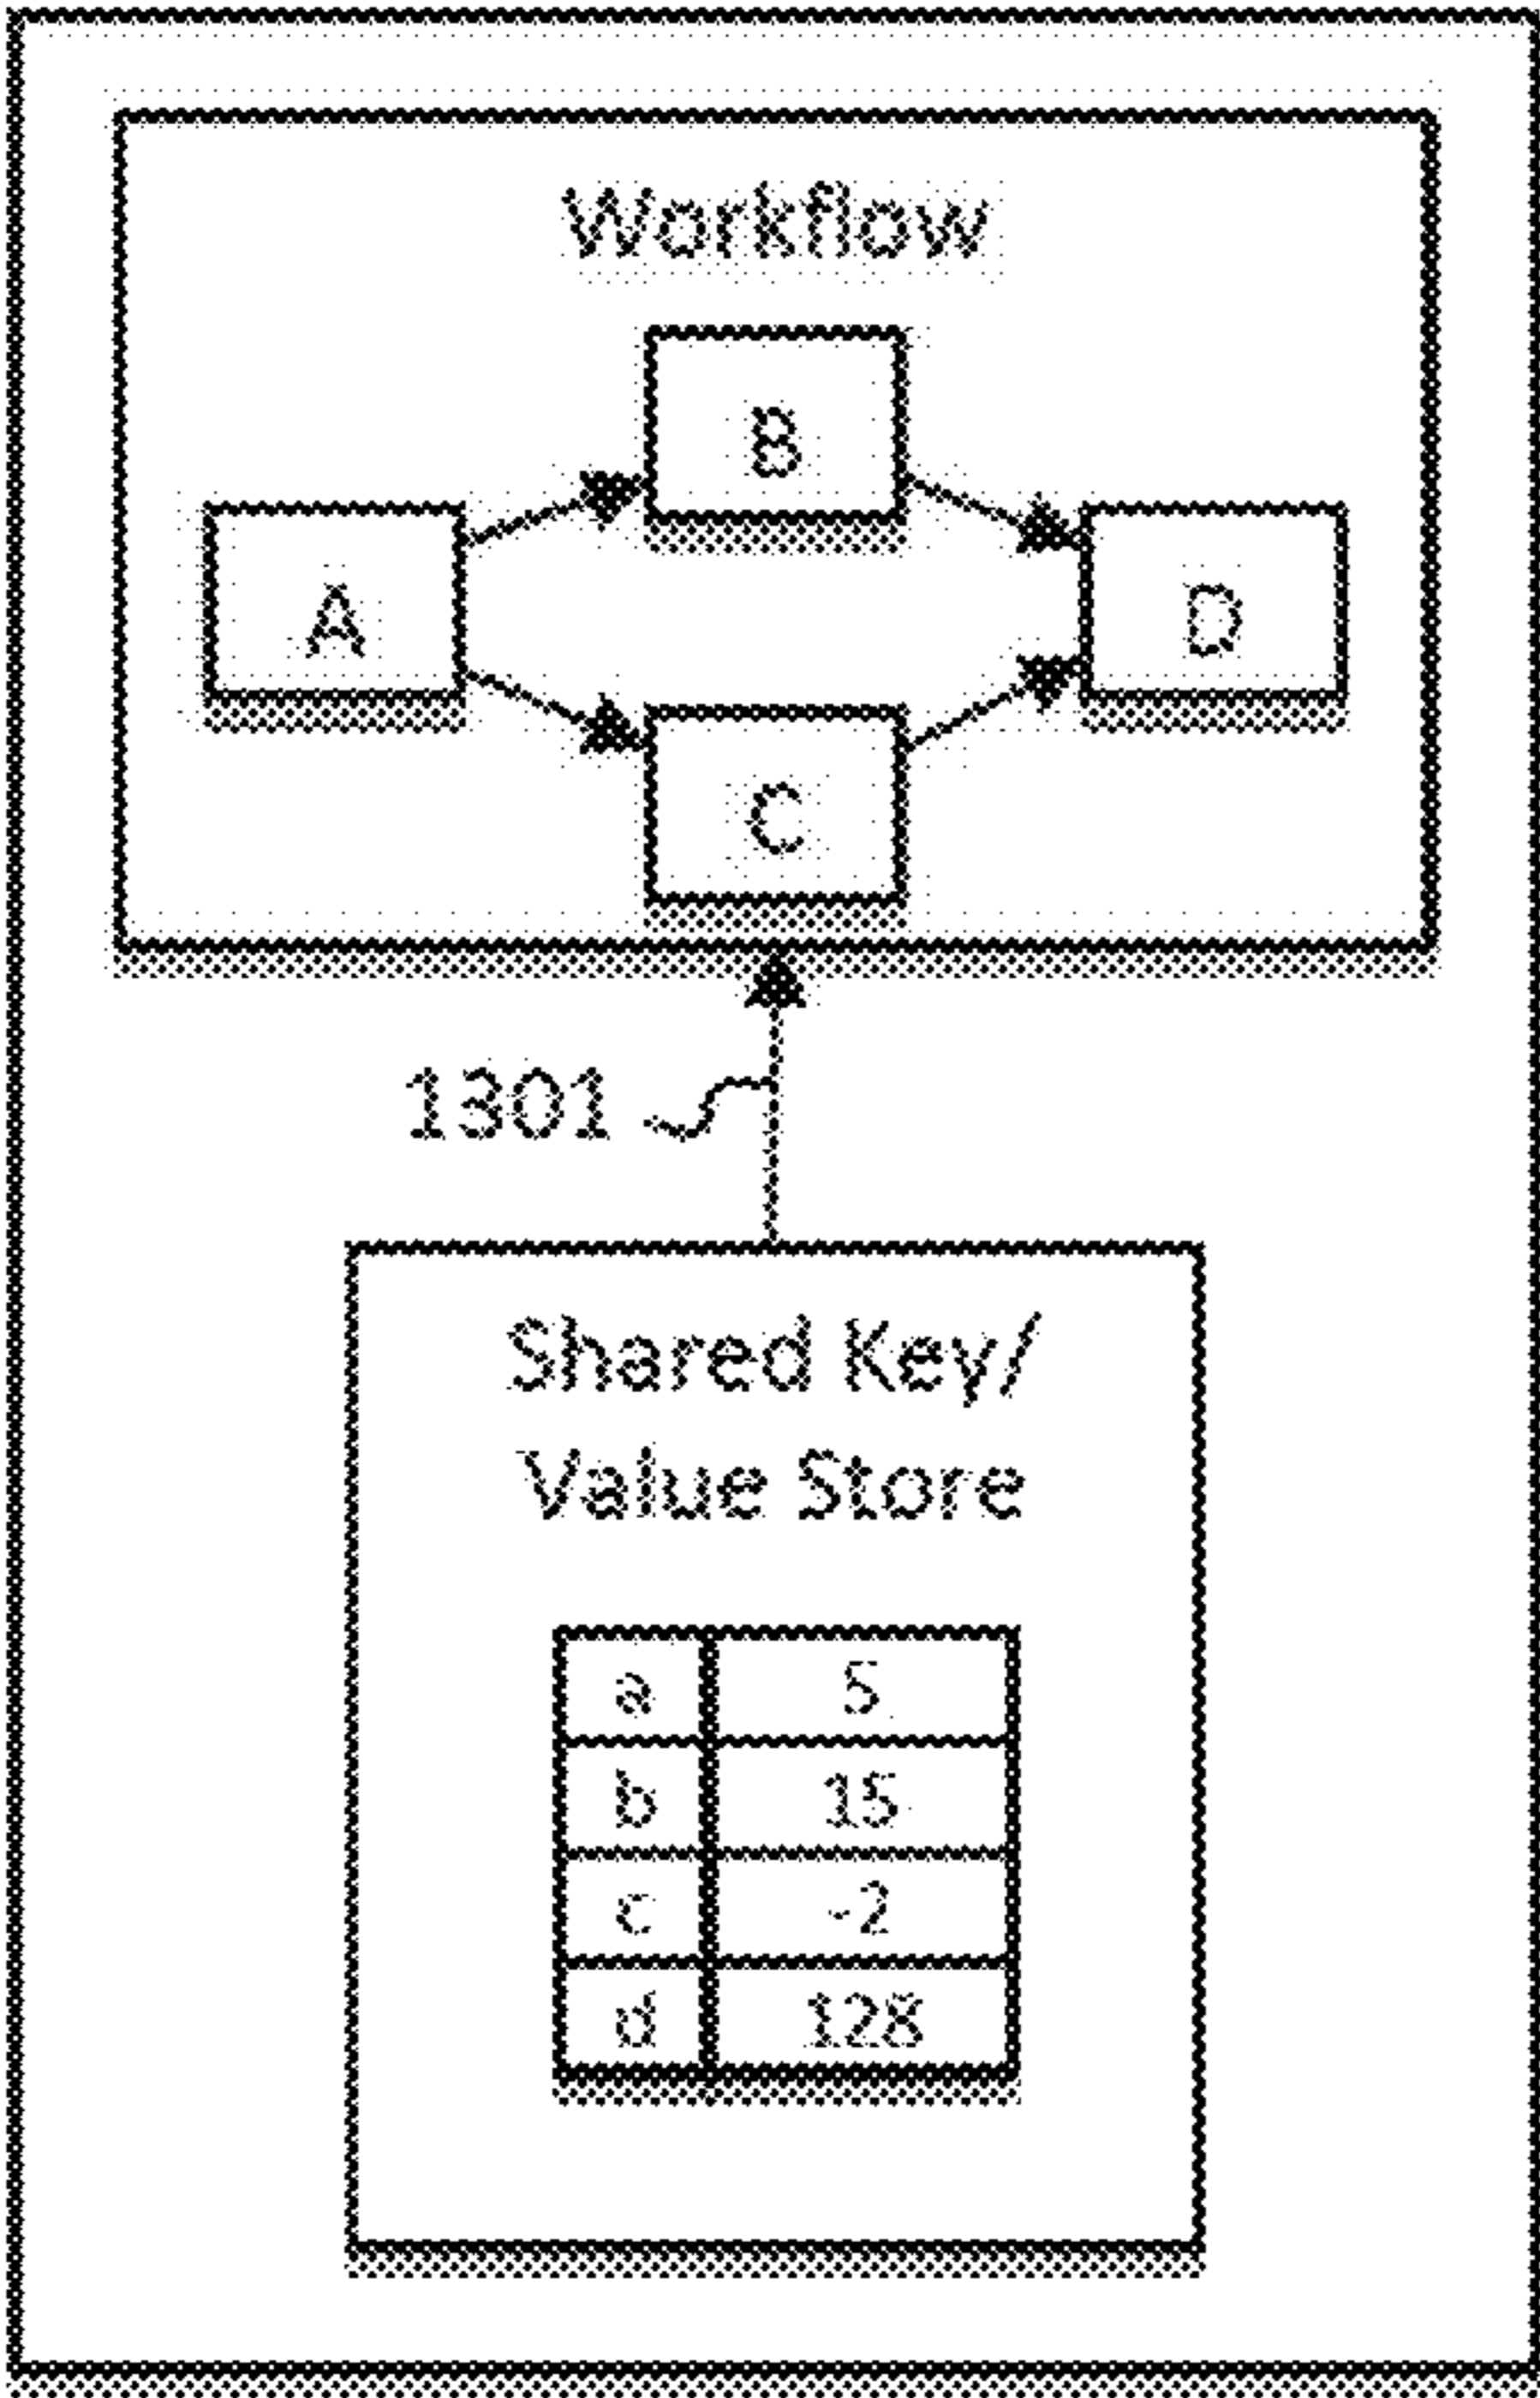 Workflow
B
A
D
C
1301
Shared Key/
Value Store
a 5
b 15
c -2
d 128